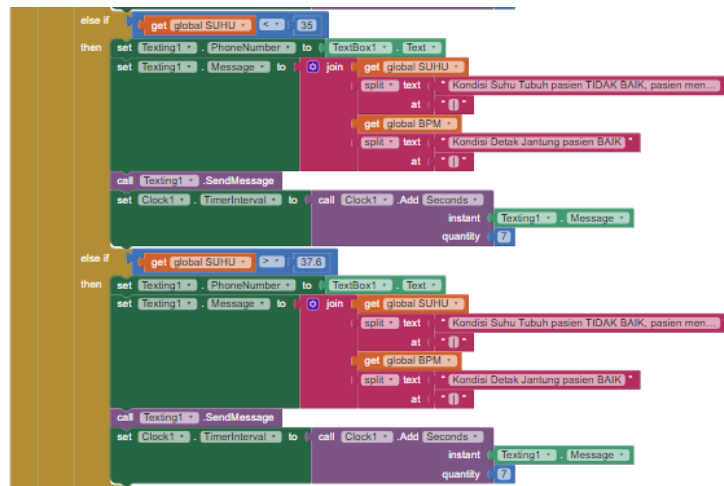 else if get global SUHU < 35
then set Texting1 . PhoneNumber to TextBox1 . Text
set Texting1 . Message to join get global SUHU
split text " Kondisi Suhu Tubuh pasien TIDAK BAIK, pasien men... "
at " || "
get global BPM
split text " Kondisi Detak Jantung pasien BAIK "
at " || "
call Texting1 .SendMessage
set Clock1 . TimerInterval to call Clock1 .Add Seconds
instant Texting1 . Message
quantity 7
else if get global SUHU > 37.6
then set Texting1 . PhoneNumber to TextBox1 . Text
set Texting1 . Message to join get global SUHU
split text " Kondisi Suhu Tubuh pasien TIDAK BAIK, pasien men... "
at " || "
get global BPM
split text " Kondisi Detak Jantung pasien BAIK "
at " || "
call Texting1 .SendMessage
set Clock1 . TimerInterval to call Clock1 .Add Seconds
instant Texting1 . Message
quantity 7